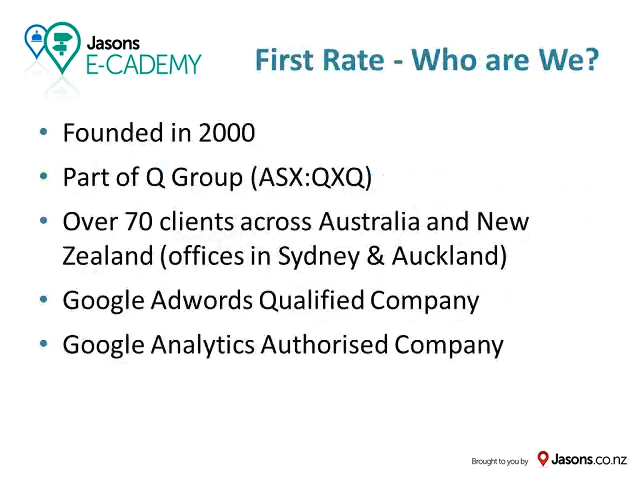 Jasons
E-CADEMY
First Rate - Who are We?
• Founded in 2000
• Part of Q Group (ASX:QXQ)
• Over 70 clients across Australia and New
Zealand (offices in Sydney & Auckland)
• Google Adwords Qualified Company
• Google Analytics Authorised Company
Brought to you by Jasons.co.nz